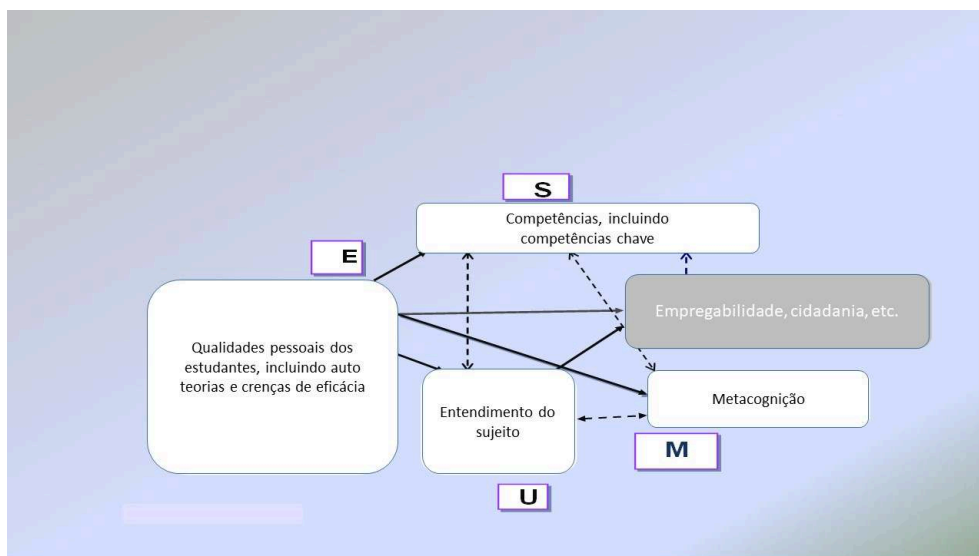 S
Competências, incluindo
competências chave
E
Qualidades pessoais dos
estudantes, incluindo auto
teorias e crenças de eficácia
Empregabilidade, cidadania, etc.
Entendimento do
sujeito
Metacognição
M
U